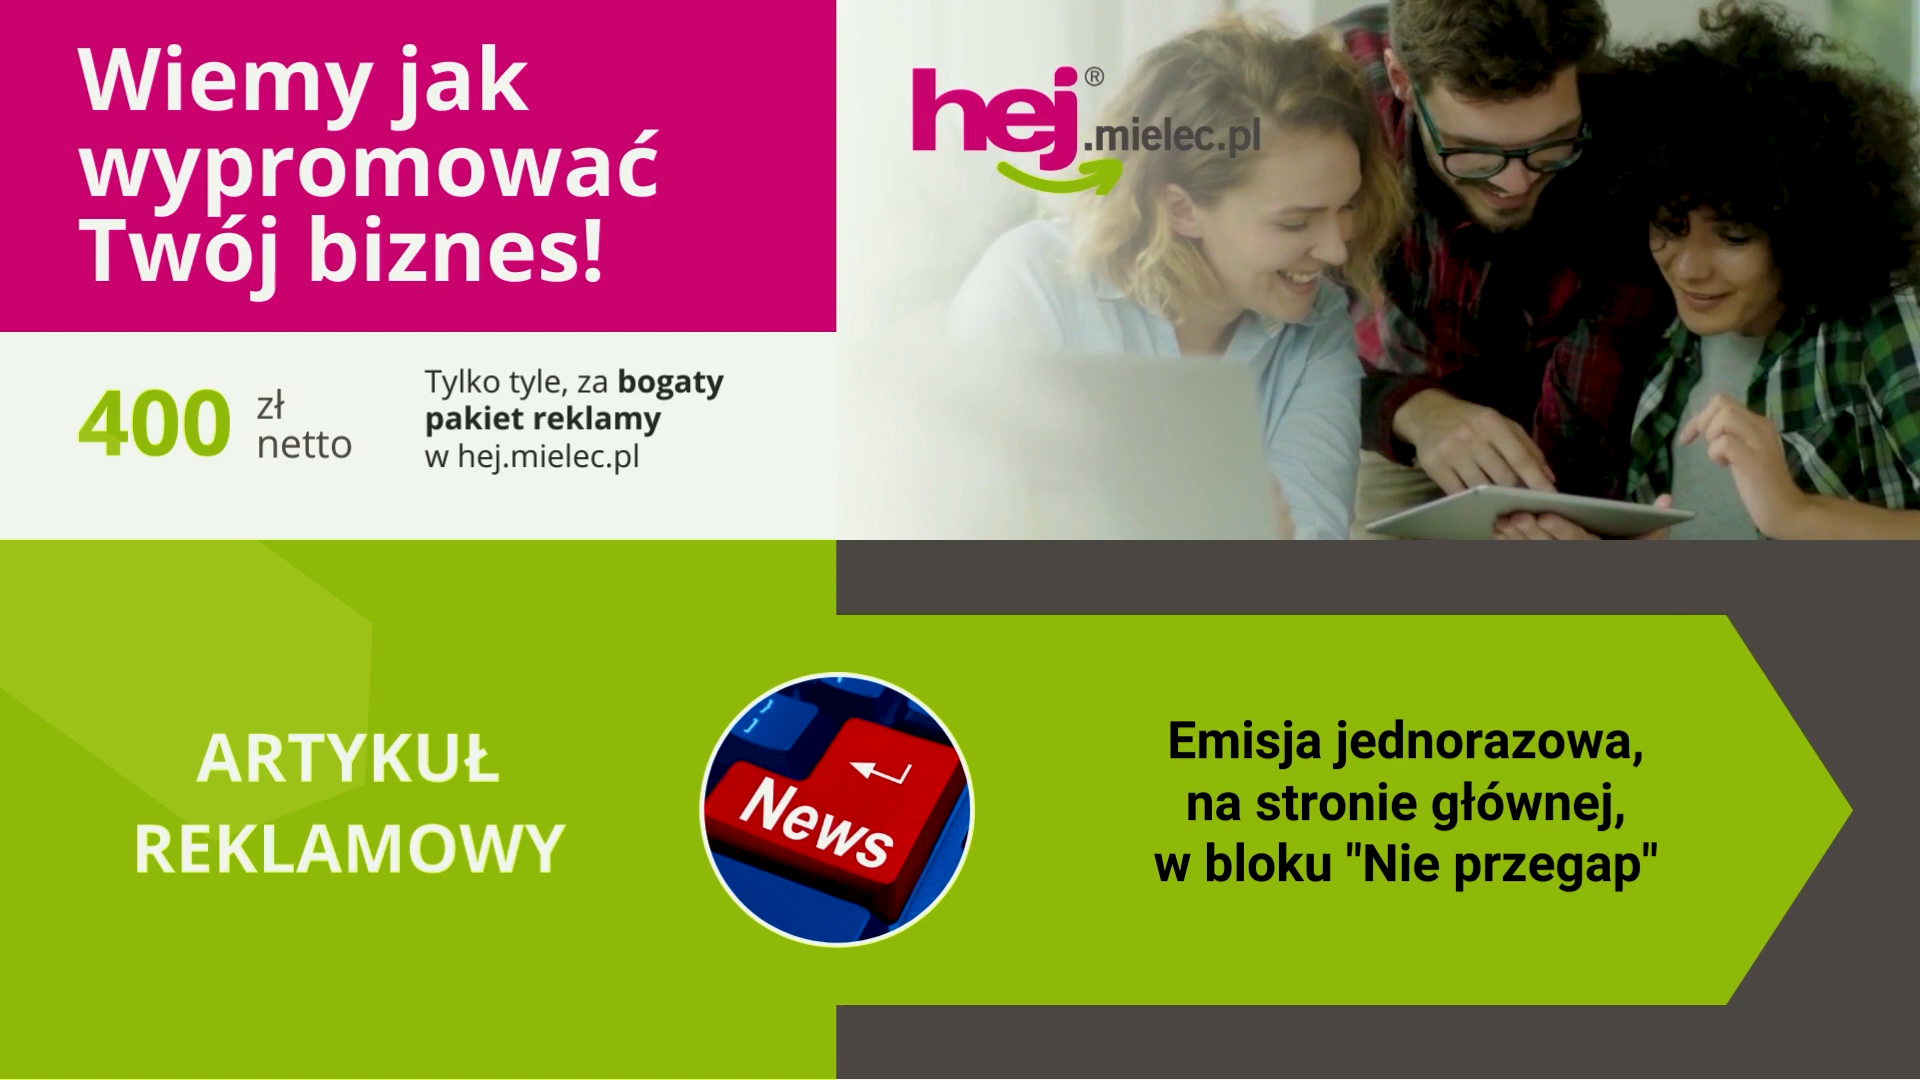 Wiemy jak
wypromować
Twój biznes!
hej®.mielec.pl
400 zł netto
Tylko tyle, za bogaty
pakiet reklamy
w hej.mielec.pl
ARTYKUŁ
REKLAMOWY
News
Emisja jednorazowa,
na stronie głównej,
w bloku "Nie przegap"